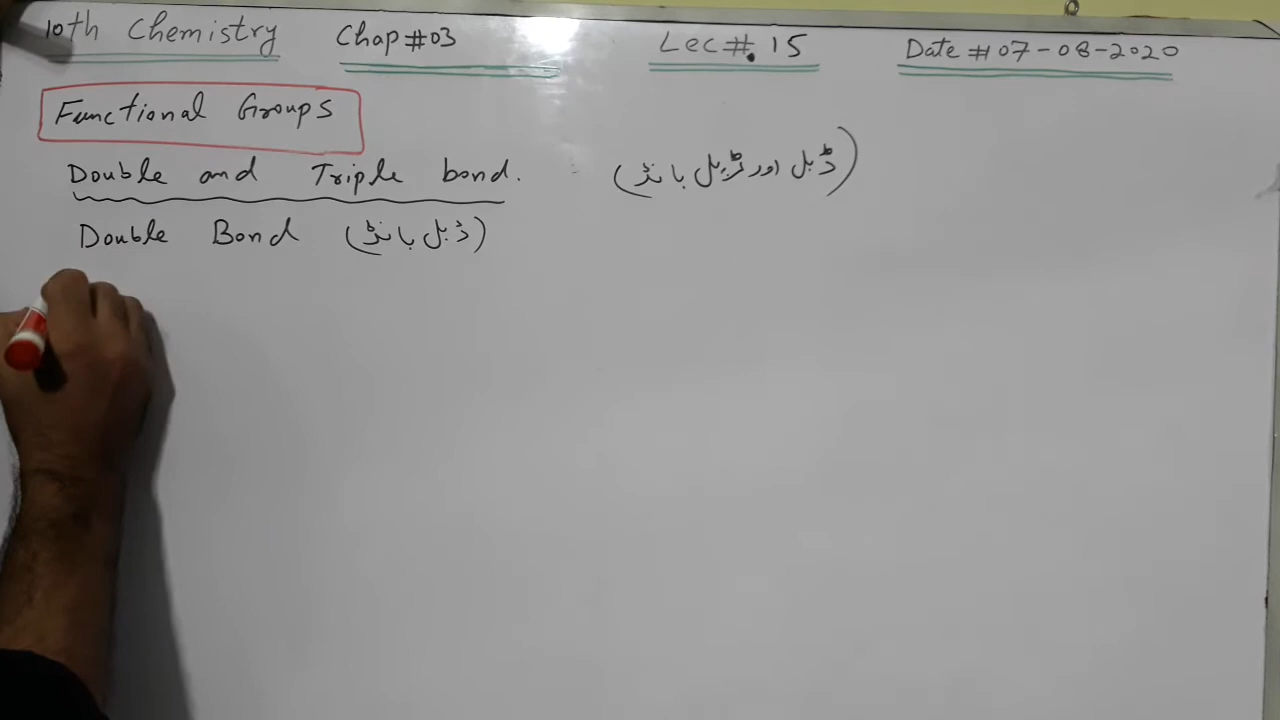 10th Chemistry Chap#03 Lec#. 15 Date # 07-08-2020
Functional Groups
Double and Triple bond. (ڈبل اور ٹرپل بانڈ)
Double Bond (ڈبل بانڈ)